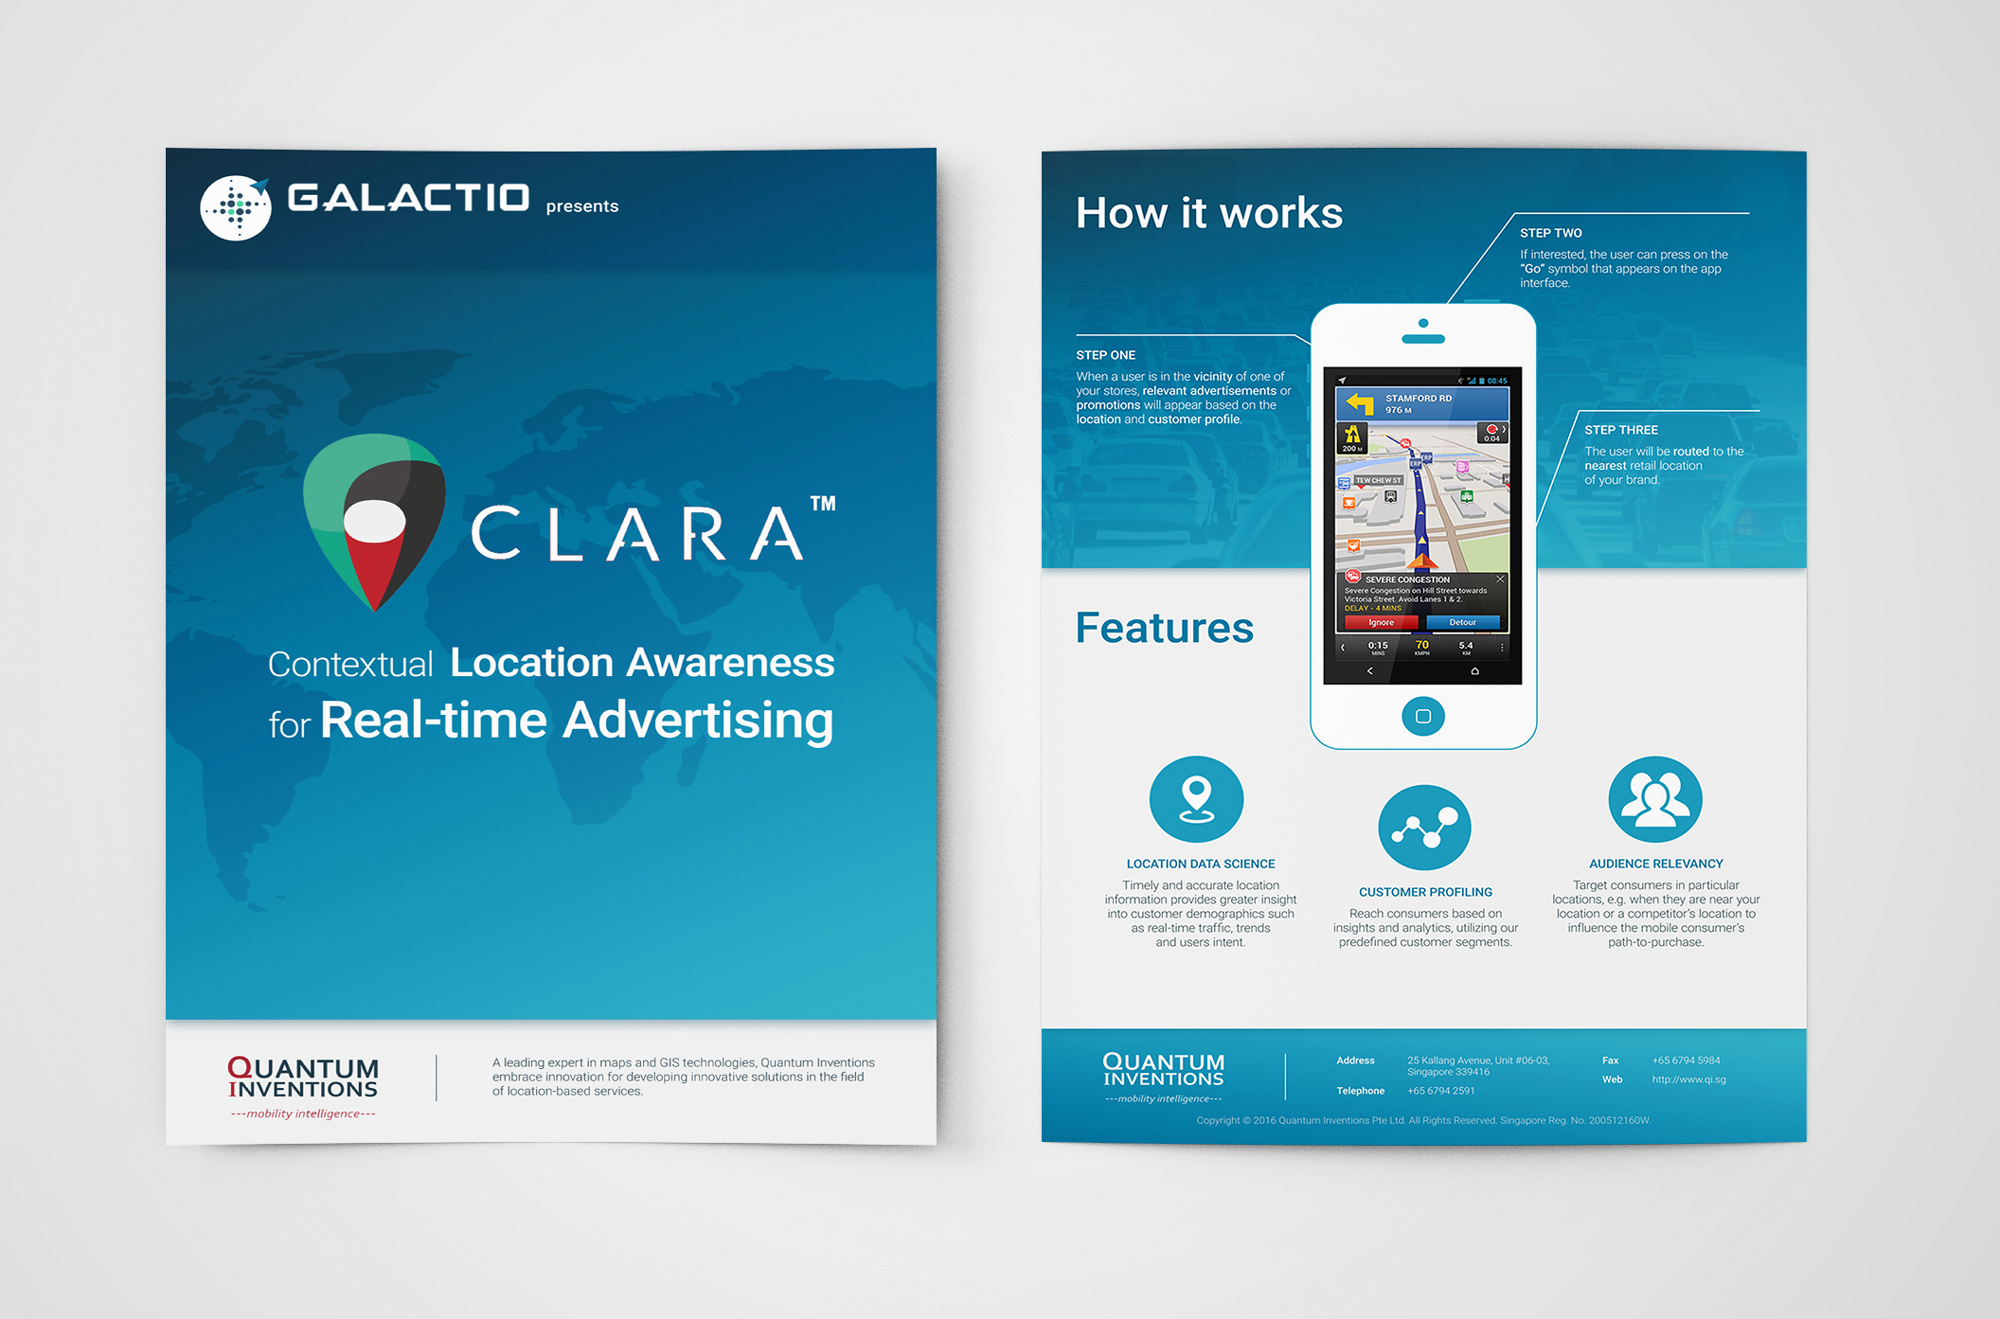 GALACTIO presents
CLARA™
Contextual Location Awareness
for Real-time Advertising
QUANTUM
INVENTIONS
---mobility intelligence---
A leading expert in maps and GIS technologies, Quantum Inventions
embrace innovation for developing innovative solutions in the field
of location-based services.
How it works
STEP ONE
When a user is in the vicinity of one of
your stores, relevant advertisements or
promotions will appear based on the
location and customer profile.
STEP TWO
If interested, the user can press on the
“Go” symbol that appears on the app
interface.
STEP THREE
The user will be routed to the
nearest retail location
of your brand.
08:45
STAMFORD RD
976 M
200 M
0:04
ERP
ERP
TEW CHEW ST
SEVERE CONGESTION
Severe Congestion on Hill Street towards
Victoria Street. Avoid Lanes 1 & 2.
DELAY - 4 MINS
Ignore
Detour
0:15 70 5.4
MINS KMPH KM
Features
LOCATION DATA SCIENCE
Timely and accurate location
information provides greater insight
into customer demographics such
as real-time traffic, trends
and users intent.
CUSTOMER PROFILING
Reach consumers based on
insights and analytics, utilizing our
predefined customer segments.
AUDIENCE RELEVANCY
Target consumers in particular
locations, e.g. when they are near your
location or a competitor's location to
influence the mobile consumer's
path-to-purchase.
QUANTUM
INVENTIONS
---mobility intelligence---
Address 25 Kallang Avenue, Unit #06-03,
Singapore 339416
Telephone +65 6794 2591
Fax +65 6794 5984
Web http://www.qi.sg
Copyright © 2016 Quantum Inventions Pte Ltd. All Rights Reserved. Singapore Reg. No. 200512160W.